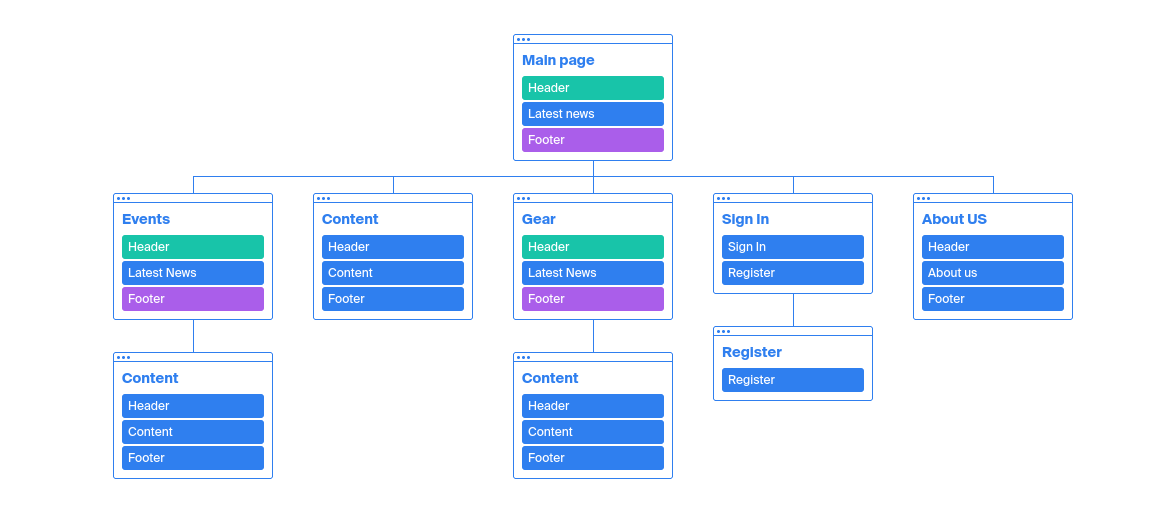 Main page
Header
Latest news
Footer
Events
Header
Latest News
Footer
Content
Header
Content
Footer
Gear
Header
Latest News
Footer
Sign In
Sign In
Register
About US
Header
About us
Footer
Content
Header
Content
Footer
Content
Header
Content
Footer
Register
Register